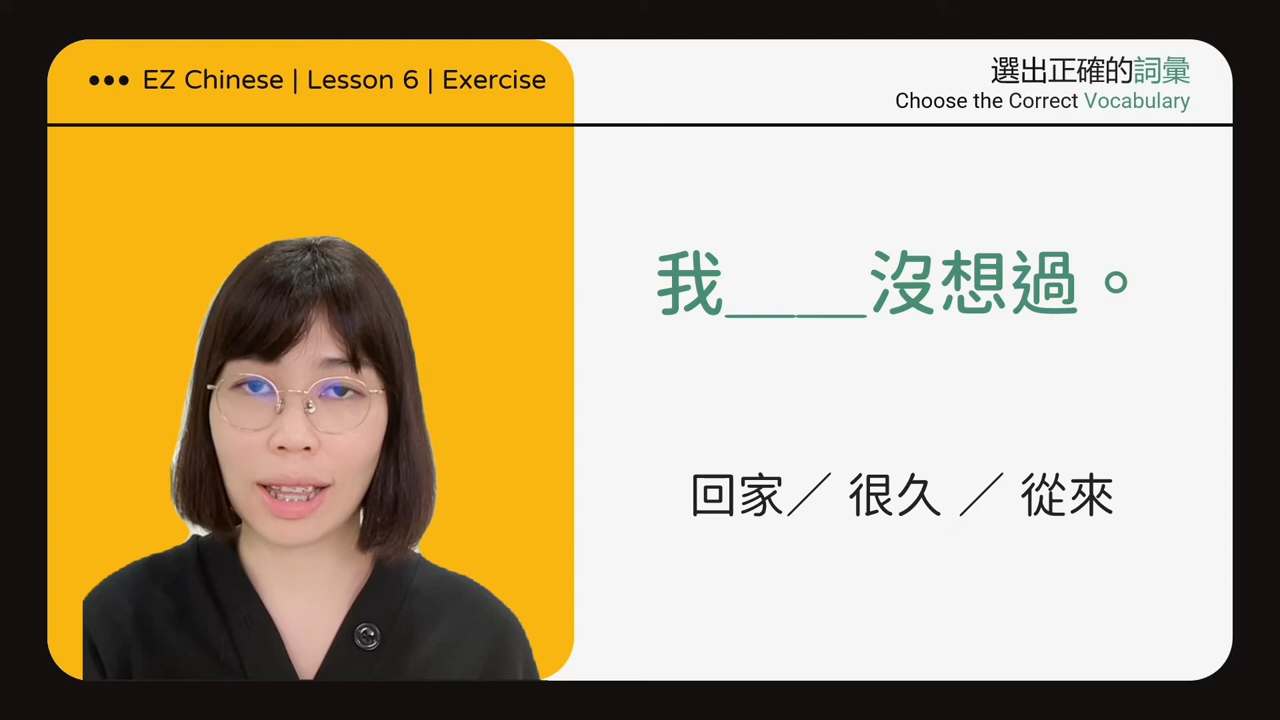 ••• EZ Chinese | Lesson 6 | Exercise
選出正確的詞彙
Choose the Correct Vocabulary
我____沒想過。
回家／ 很久 ／ 從來